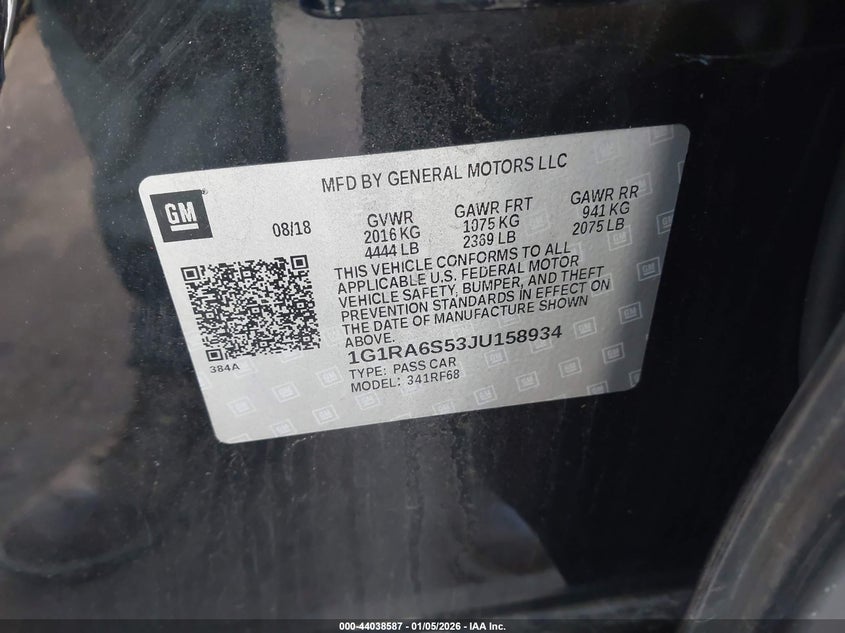 MFD BY GENERAL MOTORS LLC
GM
08/18
GVWR
2016 KG
4444 LB
GAWR FRT
1075 KG
2369 LB
GAWR RR
941 KG
2075 LB
THIS VEHICLE CONFORMS TO ALL
APPLICABLE U.S. FEDERAL MOTOR
VEHICLE SAFETY, BUMPER, AND THEFT
PREVENTION STANDARDS IN EFFECT ON
THE DATE OF MANUFACTURE SHOWN
ABOVE.
384A
1G1RA6S53JU158934
TYPE: PASS CAR
MODEL: 341RF68
000-44038587 - 01/05/2026 - IAA Inc.